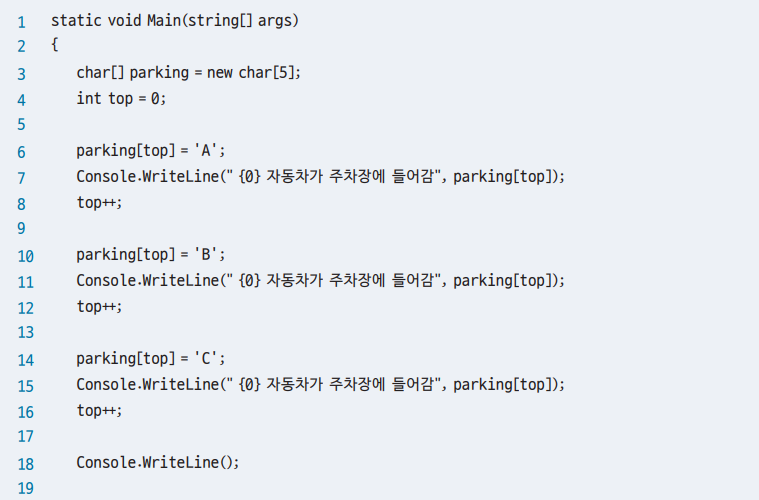 1 static void Main(string[] args)
2 {
3 char[] parking = new char[5];
4 int top = 0;
5
6 parking[top] = 'A';
7 Console.WriteLine(" {0} 자동차가 주차장에 들어감", parking[top]);
8 top++;
9
10 parking[top] = 'B';
11 Console.WriteLine(" {0} 자동차가 주차장에 들어감", parking[top]);
12 top++;
13
14 parking[top] = 'C';
15 Console.WriteLine(" {0} 자동차가 주차장에 들어감", parking[top]);
16 top++;
17
18 Console.WriteLine();
19